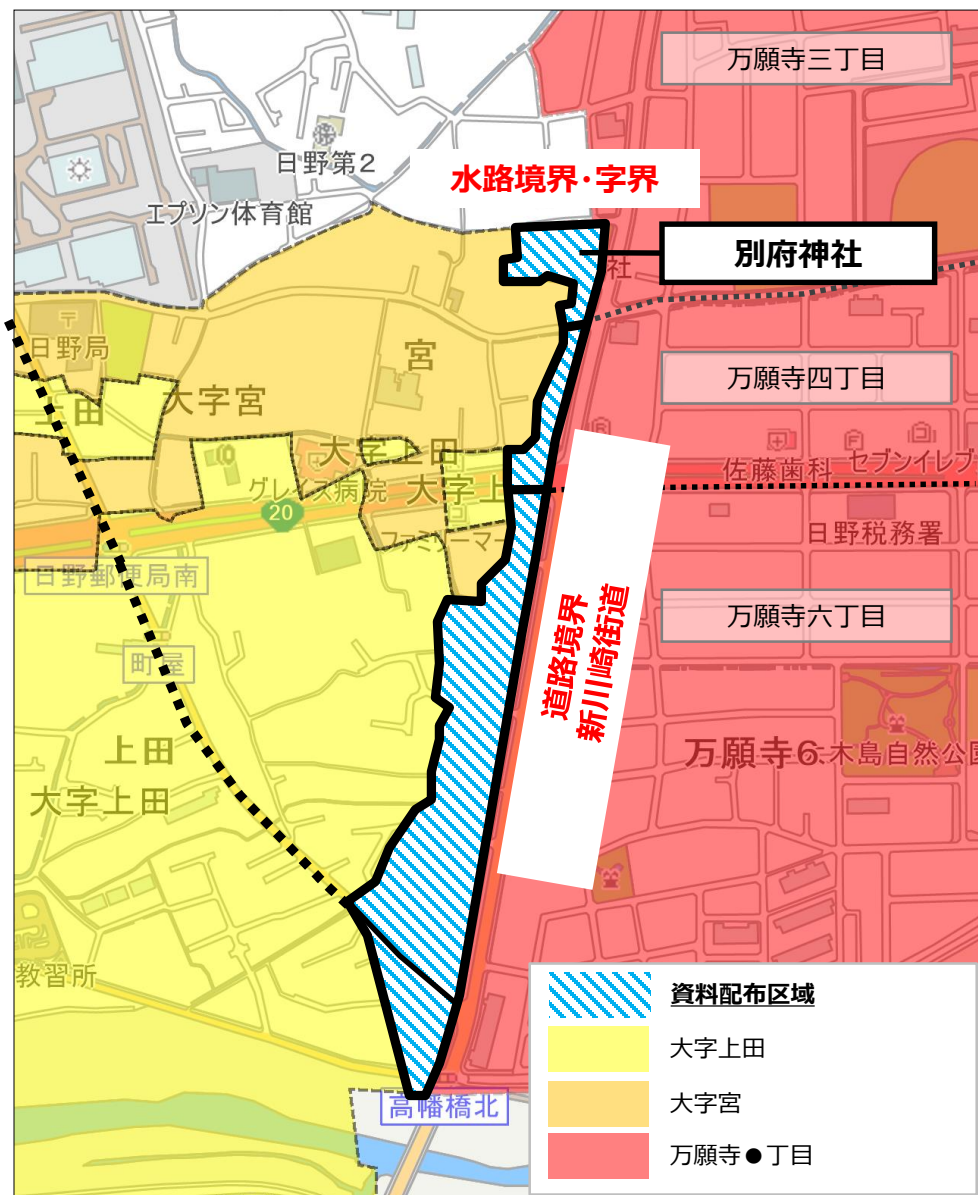 万願寺三丁目
日野第2
水路境界・字界
エプソン体育館
別府神社
社
日野局
宮
万願寺四丁目
上田
大字宮
大字上田
佐藤歯科
セブンイレブ
グレイス病院
大字上
20
ファミリーマー
日野税務署
日野郵便局南
道路境界
新川崎街道
万願寺六丁目
町屋
上田
万願寺6
木島自然公園
大字上田
教習所
資料配布区域
大字上田
高幡橋北
大字宮
万願寺●丁目